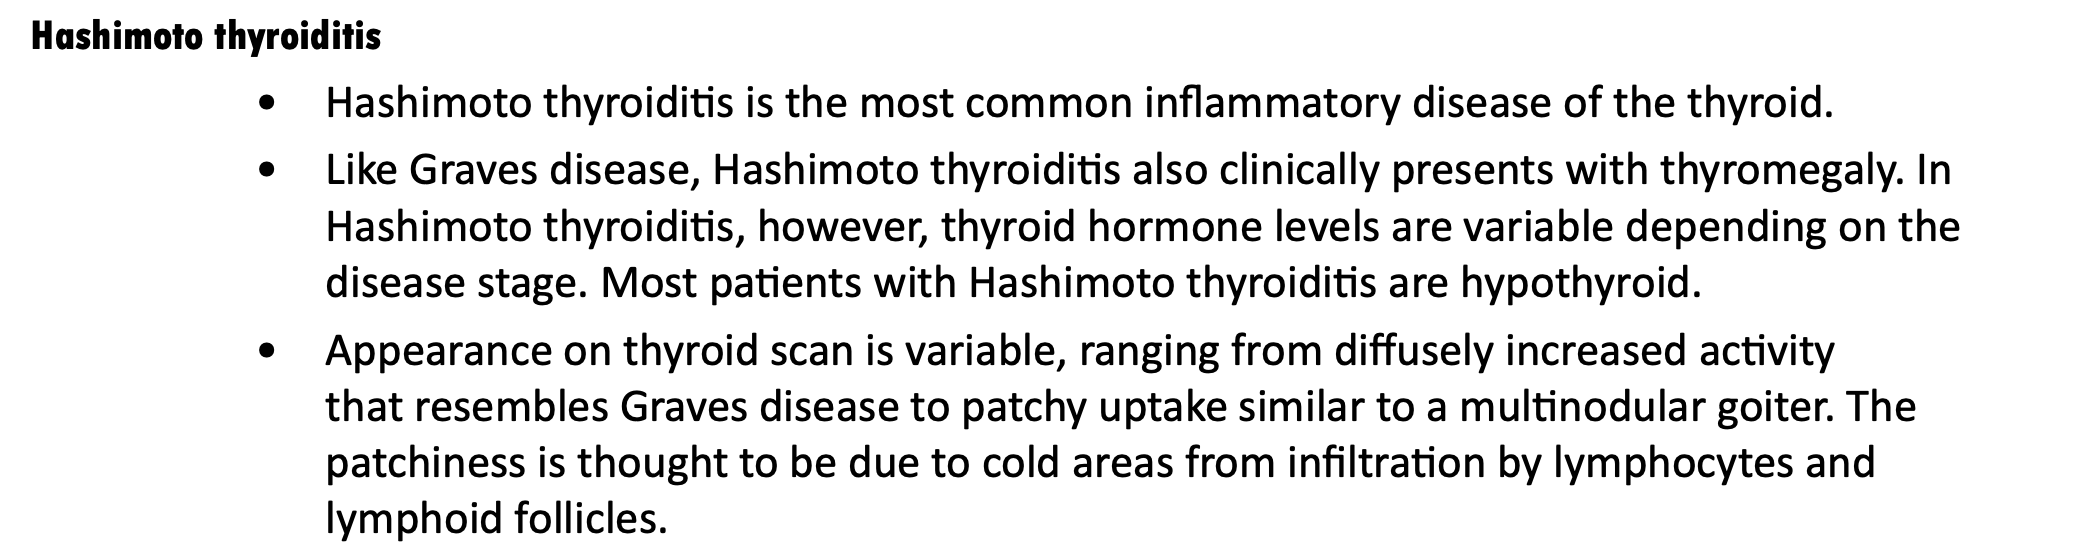 Hashimoto thyroiditis
• Hashimoto thyroiditis is the most common inflammatory disease of the thyroid.
• Like Graves disease, Hashimoto thyroiditis also clinically presents with thyromegaly. In
Hashimoto thyroiditis, however, thyroid hormone levels are variable depending on the
disease stage. Most patients with Hashimoto thyroiditis are hypothyroid.
• Appearance on thyroid scan is variable, ranging from diffusely increased activity
that resembles Graves disease to patchy uptake similar to a multinodular goiter. The
patchiness is thought to be due to cold areas from infiltration by lymphocytes and
lymphoid follicles.